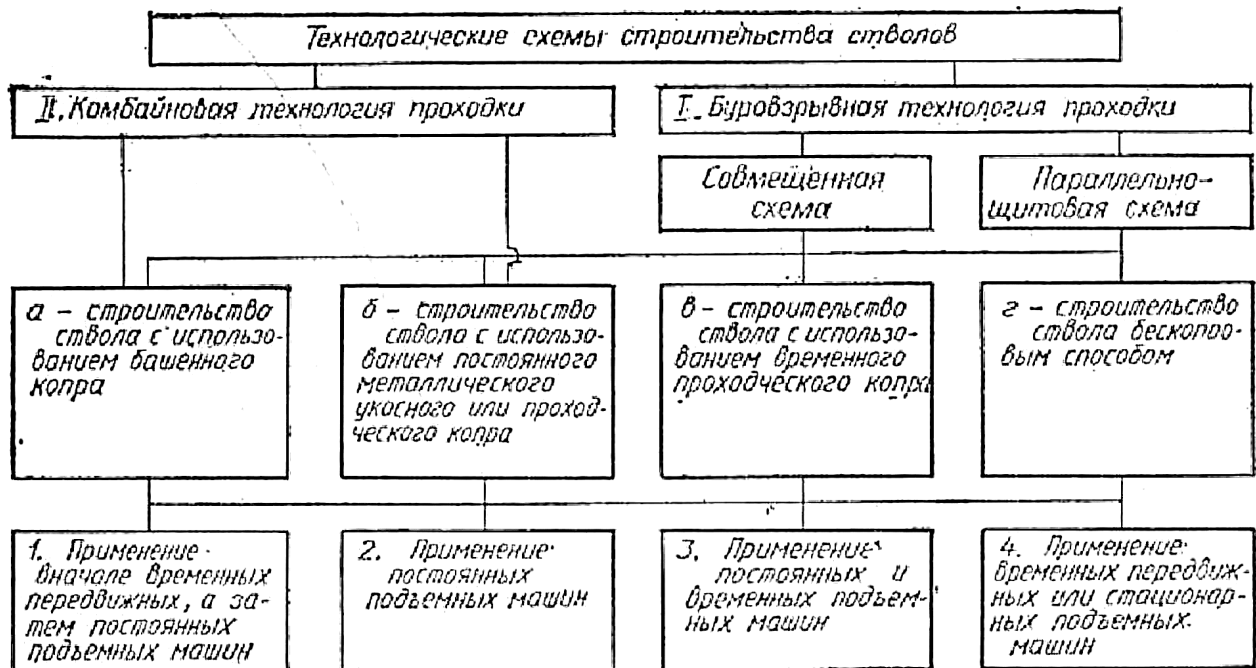 Технологические схемы строительства стволов
II. Комбайновая технология проходки
I. Буровзрывная технология проходки
Совмещенная
схема
Параллельно-
щитовая схема
а – строительство
ствола с использо-
ванием башенного
копра
б – строительство
ствола с использо-
ванием постоянного
металлического
укосного или проход-
ческого копра
в – строительство
ствола с использо-
ванием временного
проходческого копра
г – строительство
ствола бескопро-
вым способом
1. Применение
вначале временных
передвижных, а за-
тем постоянных
подъемных машин
2. Применение
постоянных
подъемных машин
3. Применение
постоянных и
временных подъем-
ных машин
4. Применение
временных передвиж-
ных или стационар-
ных подъемных
машин